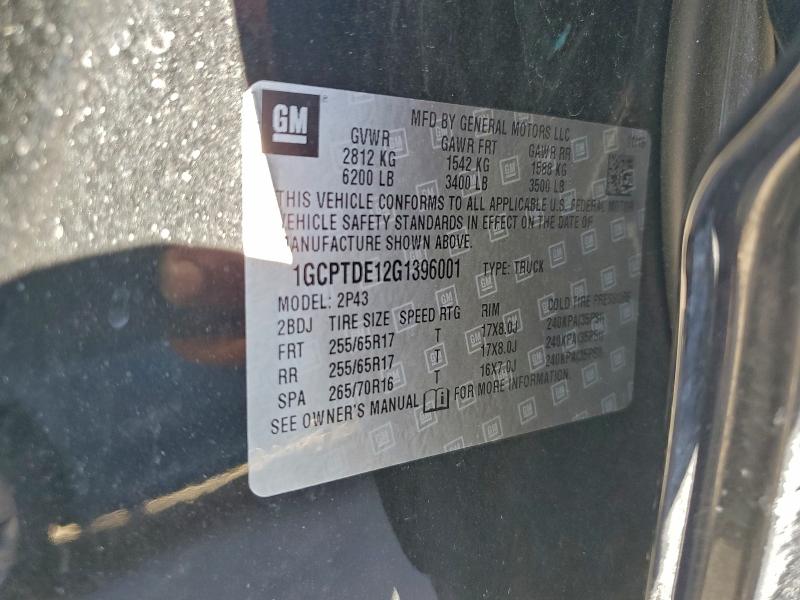 GM
MFD BY GENERAL MOTORS LLC
GVWR GAWR FRT GAWR RR
2812 KG 1542 KG 1588 KG
6200 LB 3400 LB 3500 LB
THIS VEHICLE CONFORMS TO ALL APPLICABLE U.S. FEDERAL MOTOR
VEHICLE SAFETY STANDARDS IN EFFECT ON THE DATE OF
MANUFACTURE SHOWN ABOVE.
1GCPTDE12G1396001 TYPE: TRUCK
MODEL: 2P43
2BDJ TIRE SIZE SPEED RTG RIM COLD TIRE PRESSURE
FRT 255/65R17 T 17X8.0J 240KPA(35PSI)
RR 255/65R17 T 17X8.0J 240KPA(35PSI)
SPA 265/70R16 T 16X7.0J
SEE OWNER'S MANUAL FOR MORE INFORMATION.